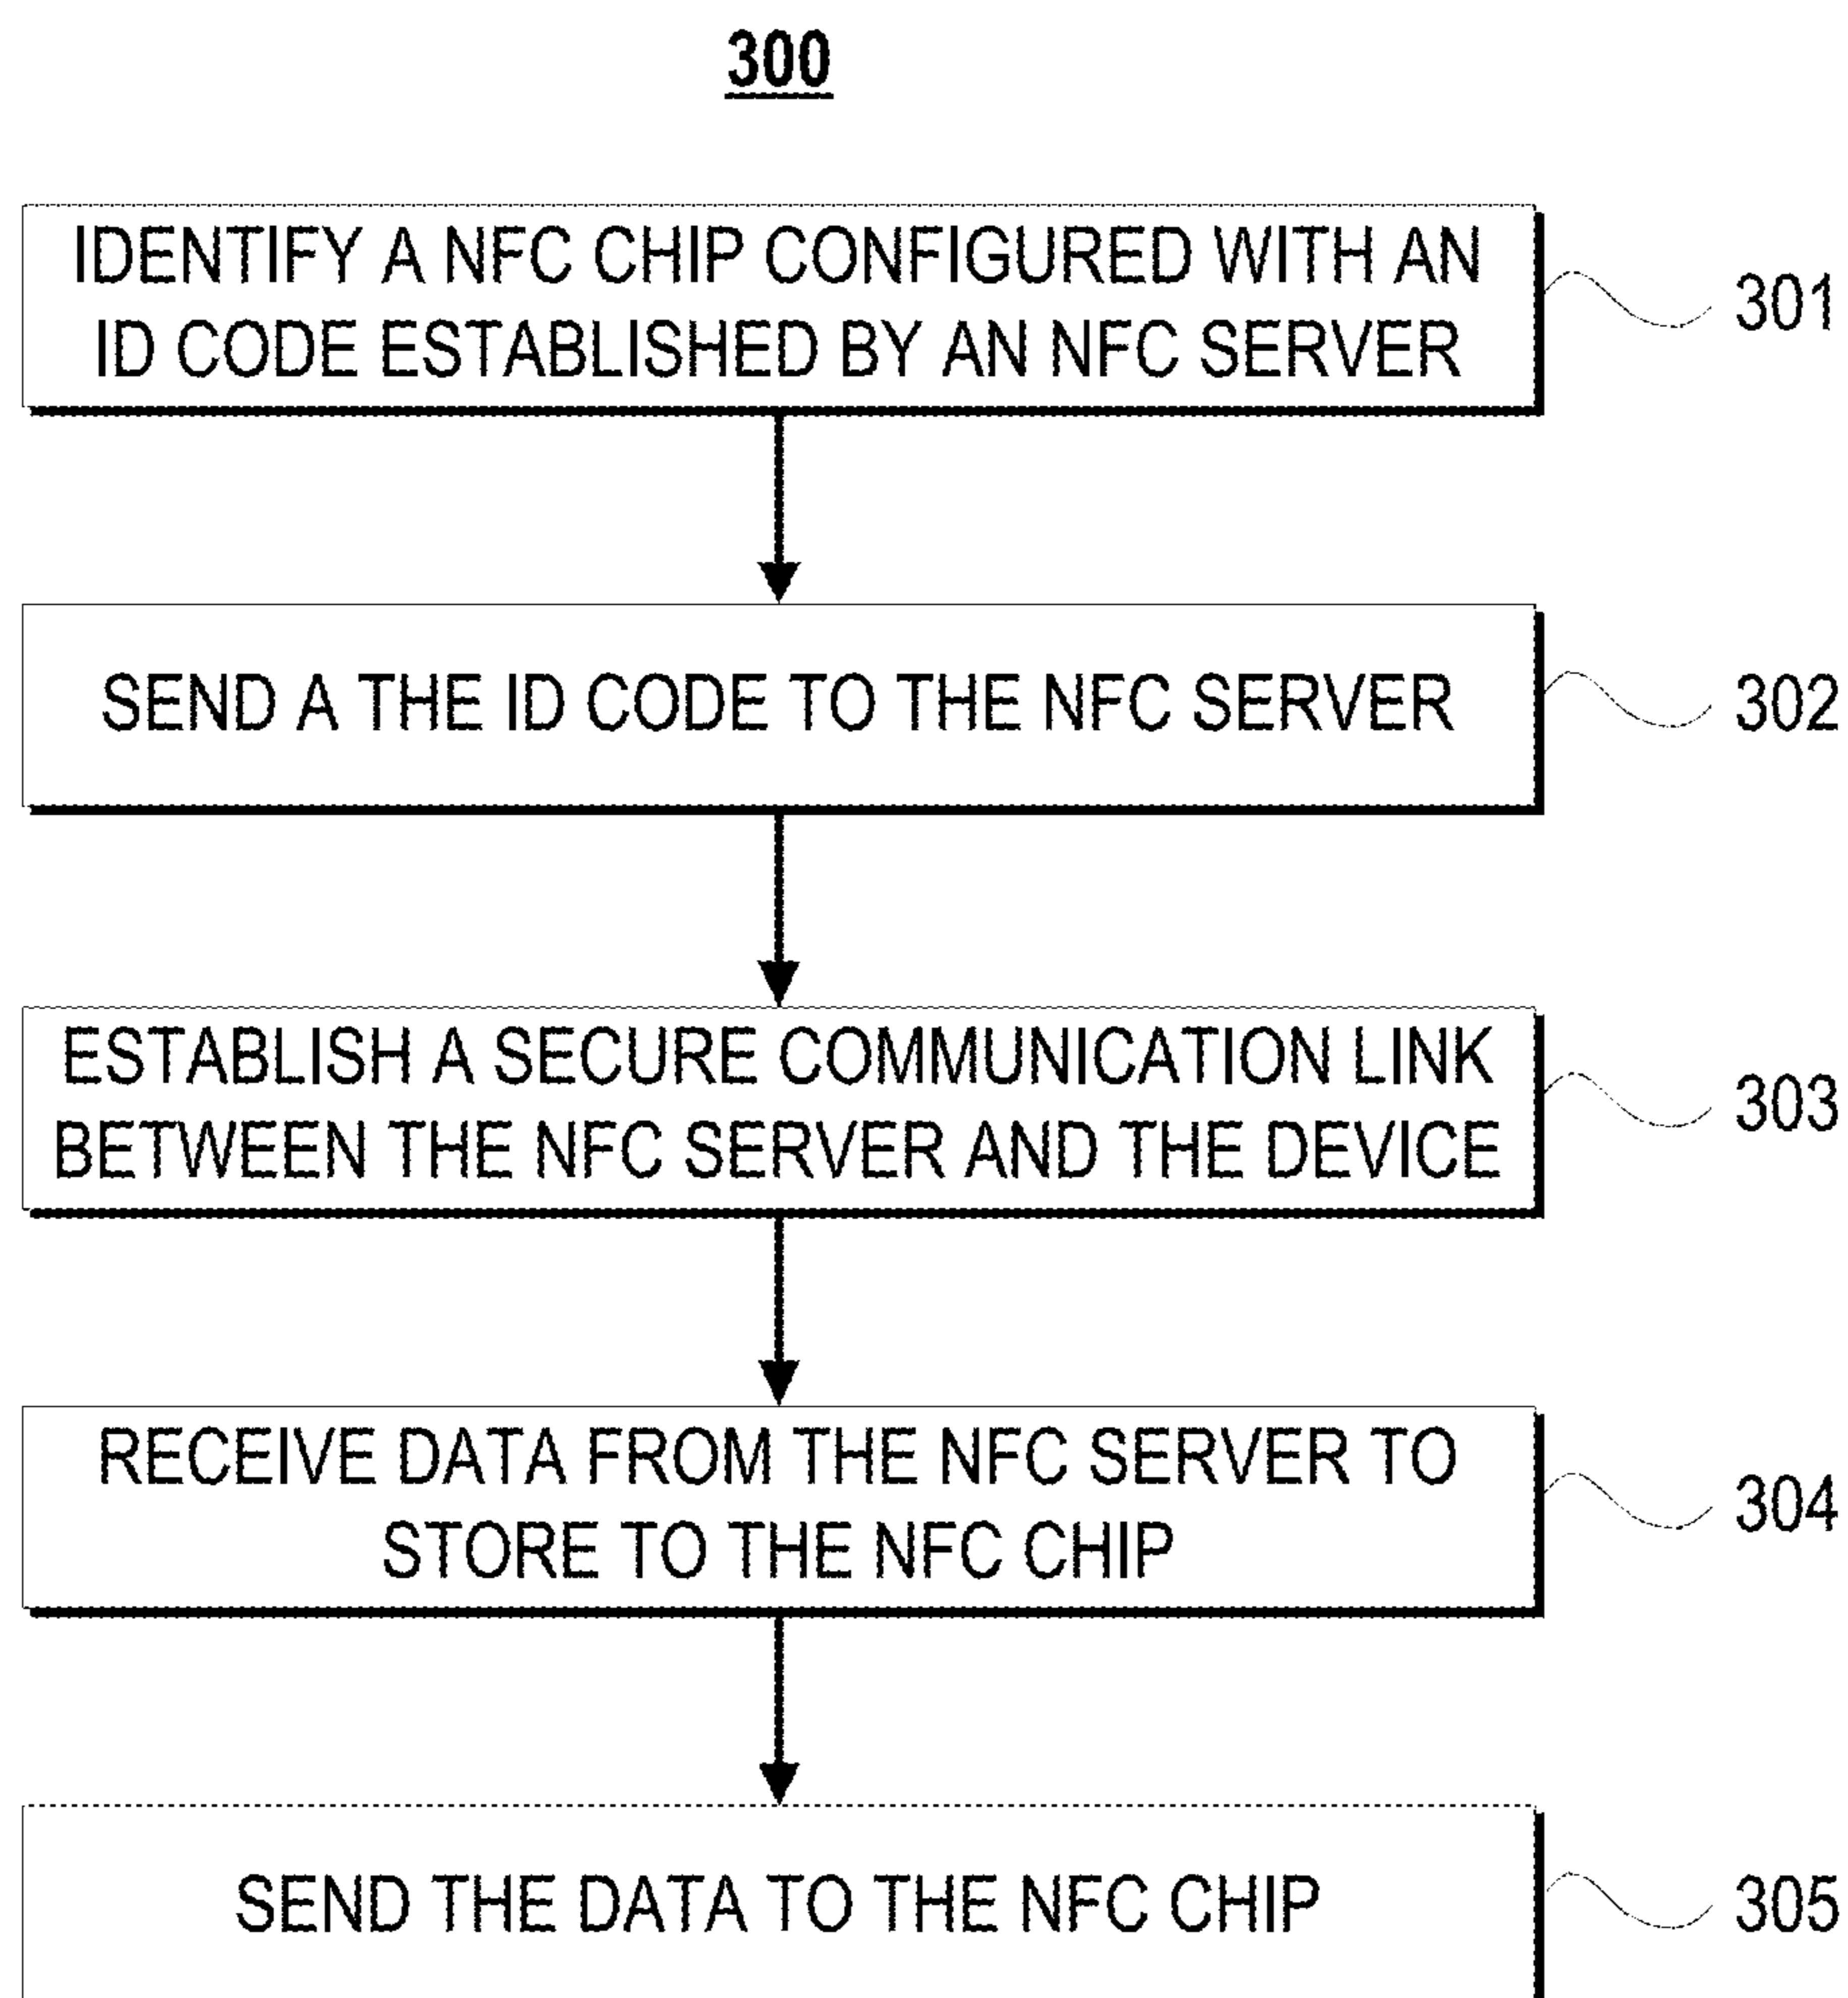 300
IDENTIFY A NFC CHIP CONFIGURED WITH AN
ID CODE ESTABLISHED BY AN NFC SERVER
301
SEND A THE ID CODE TO THE NFC SERVER
302
ESTABLISH A SECURE COMMUNICATION LINK
BETWEEN THE NFC SERVER AND THE DEVICE
303
RECEIVE DATA FROM THE NFC SERVER TO
STORE TO THE NFC CHIP
304
SEND THE DATA TO THE NFC CHIP
305